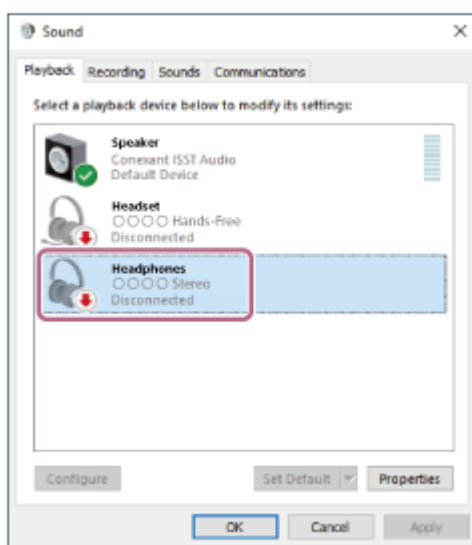 Sound
Playback Recording Sounds Communications
Select a playback device below to modify its settings:
Speaker
Conexant ISST Audio
Default Device
Headset
○○○○ Hands-Free
Disconnected
Headphones
○○○○ Stereo
Disconnected
Configure Set Default Properties
OK Cancel Apply